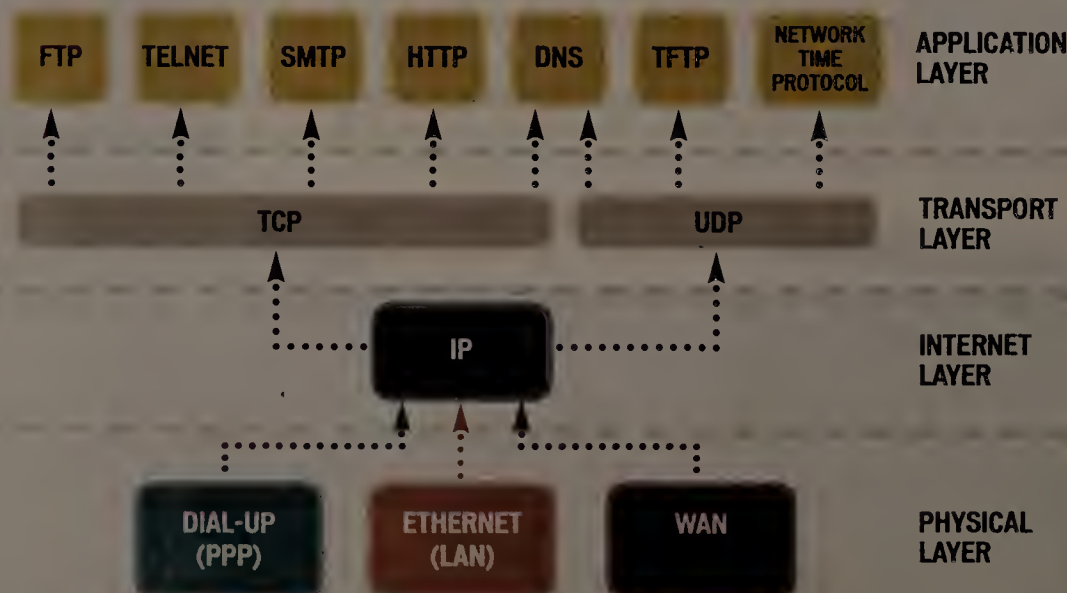 FTP
TELNET
SMTP
HTTP
DNS
TFTP
NETWORK
TIME
PROTOCOL
APPLICATION
LAYER
TCP
UDP
TRANSPORT
LAYER
IP
INTERNET
LAYER
DIAL-UP
(PPP)
ETHERNET
(LAN)
WAN
PHYSICAL
LAYER